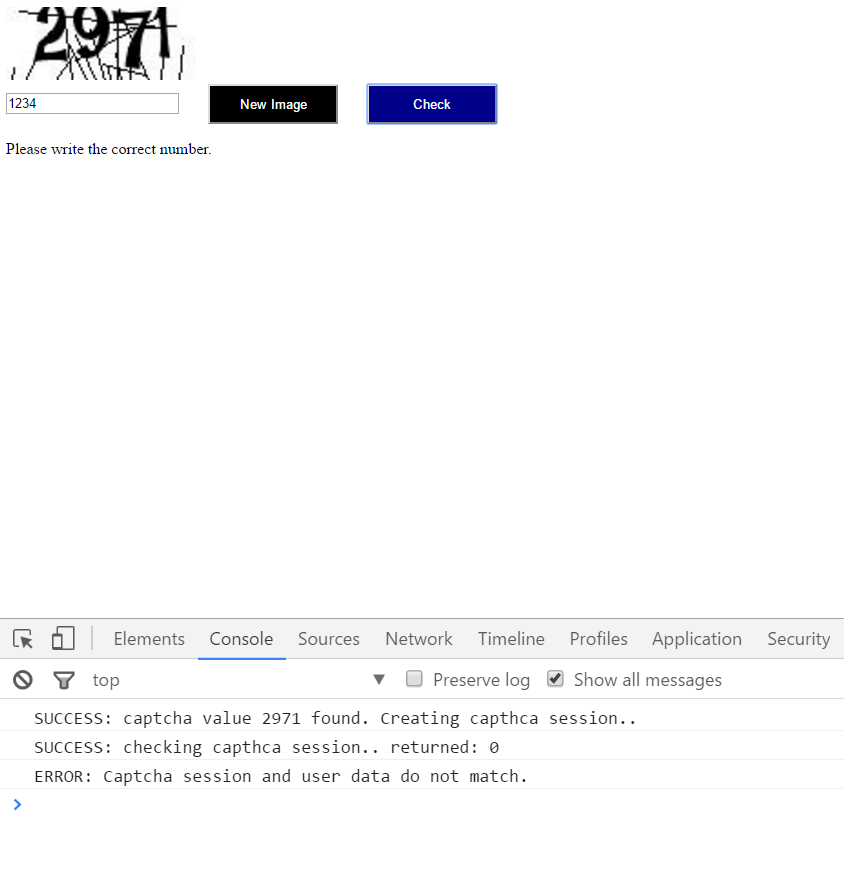 2971
1234
New Image
Check
Please write the correct number.
Elements Console Sources Network Timeline Profiles Application Security
top Preserve log Show all messages
SUCCESS: captcha value 2971 found. Creating capthca session..
SUCCESS: checking capthca session.. returned: 0
ERROR: Captcha session and user data do not match.